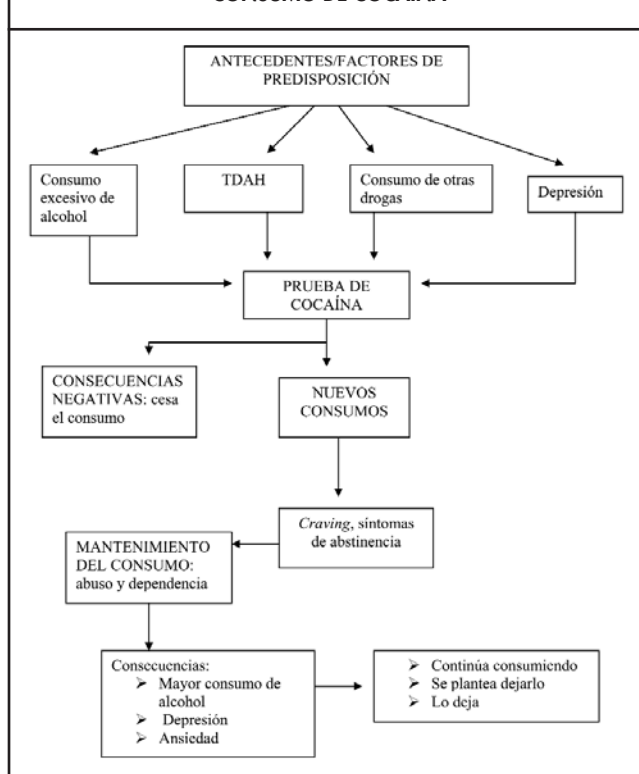 ANTECEDENTES/FACTORES DE
PREDISPOSICIÓN
Consumo
excesivo de
alcohol
TDAH
Consumo de otras
drogas
Depresión
PRUEBA DE
COCAÍNA
CONSECUENCIAS
NEGATIVAS: cesa
el consumo
NUEVOS
CONSUMOS
Craving, síntomas
de abstinencia
MANTENIMIENTO
DEL CONSUMO:
abuso y dependencia
Consecuencias:
➢ Mayor consumo de
alcohol
➢ Depresión
➢ Ansiedad
➢ Continúa consumiendo
➢ Se plantea dejarlo
➢ Lo deja